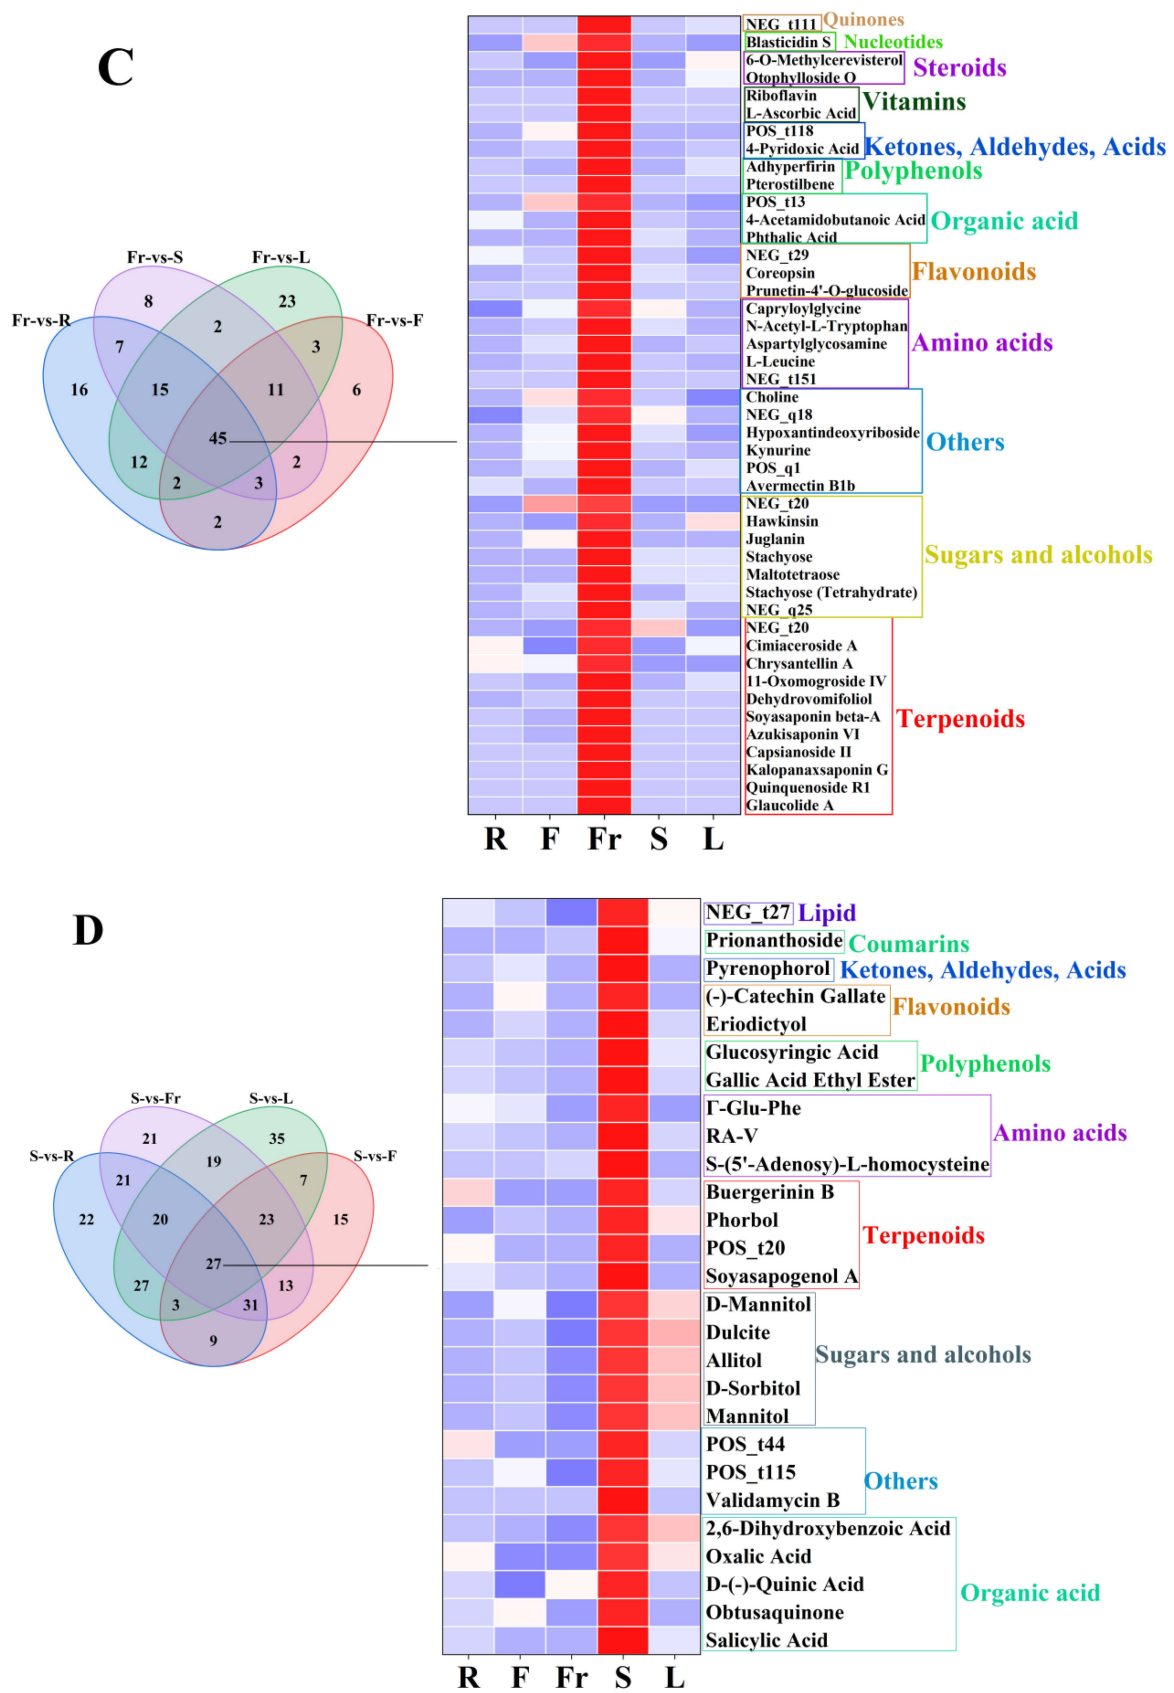 C
Fr-vs-S
Fr-vs-L
Fr-vs-R
Fr-vs-F
8
23
2
7
3
16
15
11
6
45
12
2
2
3
2
NEG_t111
Quinones
Blasticidin S
Nucleotides
6-O-Methylcerevisterol
Otophylloside O
Steroids
Riboflavin
L-Ascorbic Acid
Vitamins
POS_t118
4-Pyridoxic Acid
Ketones, Aldehydes, Acids
Adhyperfirin
Pterostilbene
Polyphenols
POS_t13
4-Acetamidobutanoic Acid
Phthalic Acid
Organic acid
NEG_t29
Coreopsin
Prunetin-4'-O-glucoside
Flavonoids
Capryloylglycine
N-Acetyl-L-Tryptophan
Aspartylglycosamine
L-Leucine
NEG_t151
Amino acids
Choline
NEG_q18
Hypoxantindeoxyriboside
Kynurine
POS_q1
Avermectin B1b
Others
NEG_t20
Hawkinsin
Juglanin
Stachyose
Maltotetraose
Stachyose (Tetrahydrate)
NEG_q25
Sugars and alcohols
NEG_t20
Cimiaceroside A
Chrysantellin A
11-Oxomogroside IV
Dehydrovomifoliol
Soyasaponin beta-A
Azukisaponin VI
Capsianoside II
Kalopanaxsaponin G
Quinquenoside R1
Glaucolide A
Terpenoids
R F Fr S L
D
S-vs-Fr
S-vs-L
S-vs-R
S-vs-F
21
35
19
21
7
22
20
23
15
27
27
13
3
31
9
NEG_t27
Lipid
Prionanthoside
Coumarins
Pyrenophorol
Ketones, Aldehydes, Acids
(-)-Catechin Gallate
Eriodictyol
Flavonoids
Glucosyringic Acid
Gallic Acid Ethyl Ester
Polyphenols
Γ-Glu-Phe
RA-V
S-(5'-Adenosy)-L-homocysteine
Amino acids
Buergerinin B
Phorbol
POS_t20
Soyasapogenol A
Terpenoids
D-Mannitol
Dulcite
Allitol
D-Sorbitol
Mannitol
Sugars and alcohols
POS_t44
POS_t115
Validamycin B
Others
2,6-Dihydroxybenzoic Acid
Oxalic Acid
D-(-)-Quinic Acid
Obtusaquinone
Salicylic Acid
Organic acid
R F Fr S L